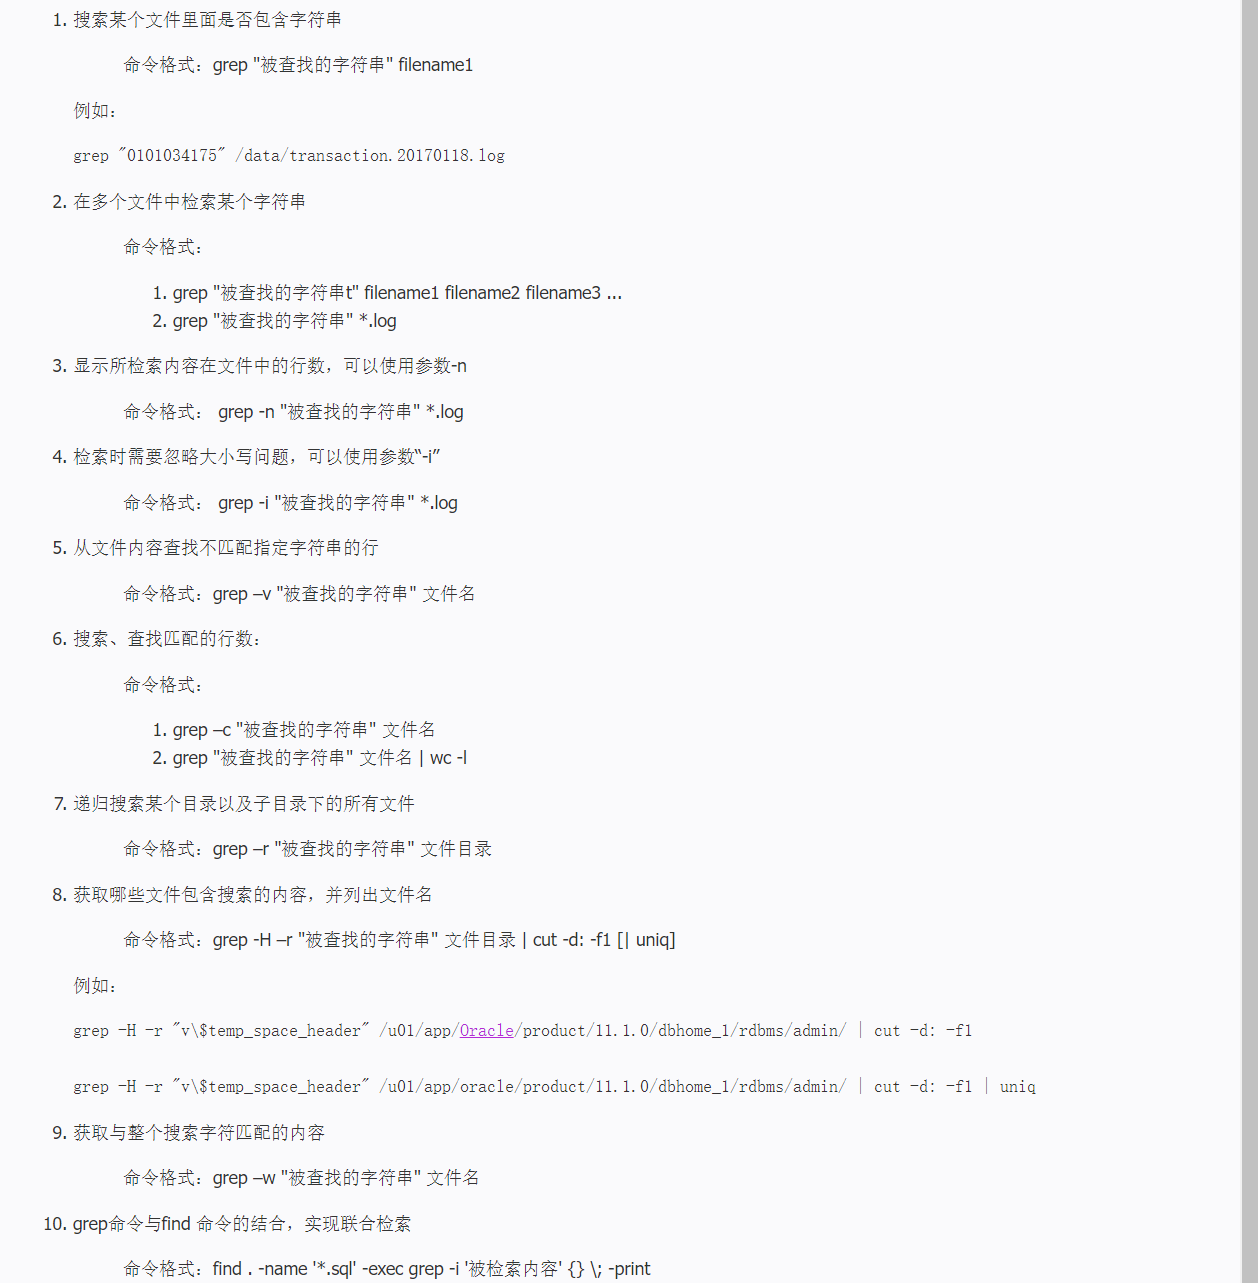 1. 搜索某个文件里面是否包含字符串
命令格式：grep "被查找的字符串" filename1
例如：
grep "0101034175" /data/transaction.20170118.log
2. 在多个文件中检索某个字符串
命令格式：
1. grep "被查找的字符串t" filename1 filename2 filename3 ...
2. grep "被查找的字符串" *.log
3. 显示所检索内容在文件中的行数，可以使用参数-n
命令格式： grep -n "被查找的字符串" *.log
4. 检索时需要忽略大小写问题，可以使用参数“-i”
命令格式： grep -i "被查找的字符串" *.log
5. 从文件内容查找不匹配指定字符串的行
命令格式：grep –v "被查找的字符串" 文件名
6. 搜索、查找匹配的行数：
命令格式：
1. grep –c "被查找的字符串" 文件名
2. grep "被查找的字符串" 文件名 | wc -l
7. 递归搜索某个目录以及子目录下的所有文件
命令格式：grep –r "被查找的字符串" 文件目录
8. 获取哪些文件包含搜索的内容，并列出文件名
命令格式：grep -H –r "被查找的字符串" 文件目录 | cut -d: -f1 [| uniq]
例如：
grep -H -r "v\$temp_space_header" /u01/app/Oracle/product/11.1.0/dbhome_1/rdbms/admin/ | cut -d: -f1
grep -H -r "v\$temp_space_header" /u01/app/oracle/product/11.1.0/dbhome_1/rdbms/admin/ | cut -d: -f1 | uniq
9. 获取与整个搜索字符匹配的内容
命令格式：grep –w "被查找的字符串" 文件名
10. grep命令与find 命令的结合，实现联合检索
命令格式：find . -name '*.sql' -exec grep -i '被检索内容' {} \; -print